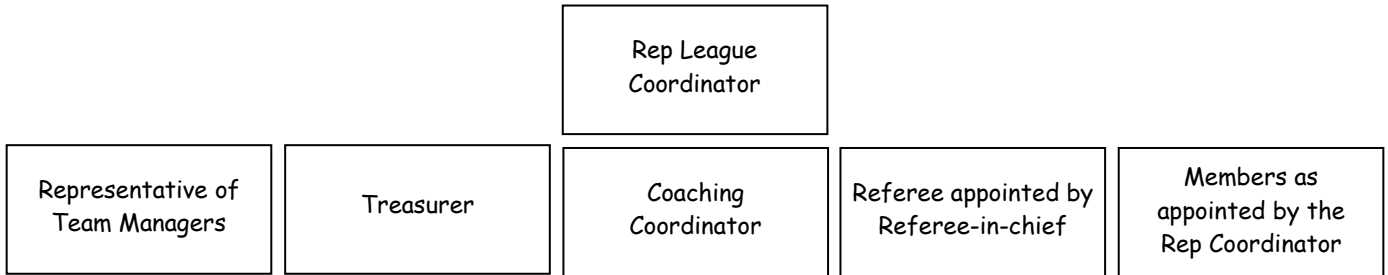 Rep League
Coordinator
Representative of
Team Managers
Treasurer
Coaching
Coordinator
Referee appointed by
Referee-in-chief
Members as
appointed by the
Rep Coordinator